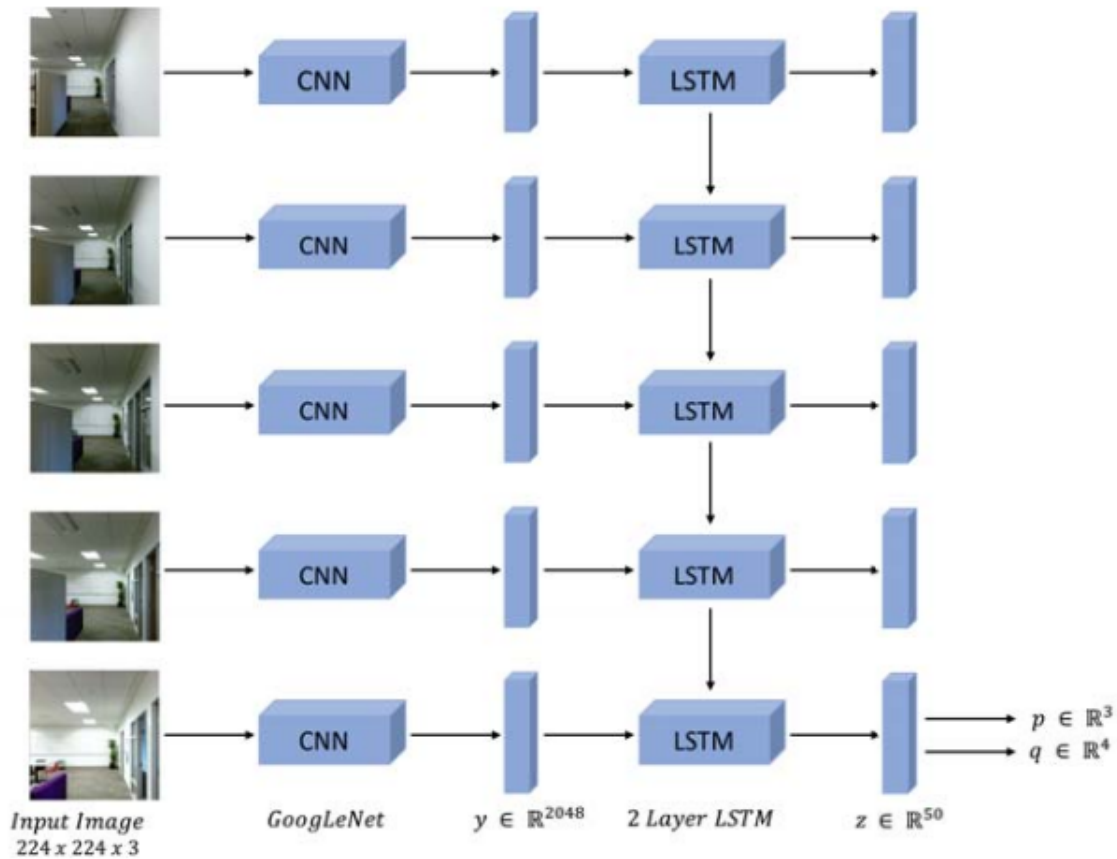 CNN
LSTM
CNN
LSTM
CNN
LSTM
CNN
LSTM
CNN
LSTM
p ∈ ℝ³
q ∈ ℝ⁴
Input Image
224 x 224 x 3
GoogLeNet
y ∈ ℝ²⁰⁴⁸
2 Layer LSTM
z ∈ ℝ⁵⁰